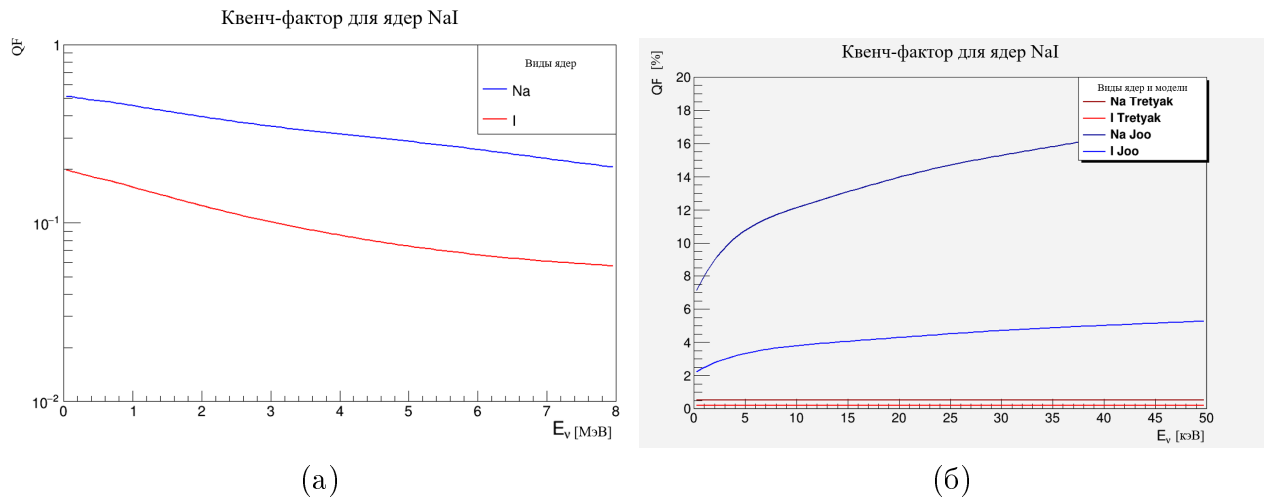 Квенч-фактор для ядер NaI
QF
1
10⁻¹
10⁻²
Виды ядер
Na
I
0 1 2 3 4 5 6 7 8
Eᵥ [МэВ]
(а)
Квенч-фактор для ядер NaI
QF [%]
20
18
16
14
12
10
8
6
4
2
0
Виды ядер и модели
Na Tretyak
I Tretyak
Na Joo
I Joo
0 5 10 15 20 25 30 35 40 45 50
Eᵥ [кэВ]
(б)